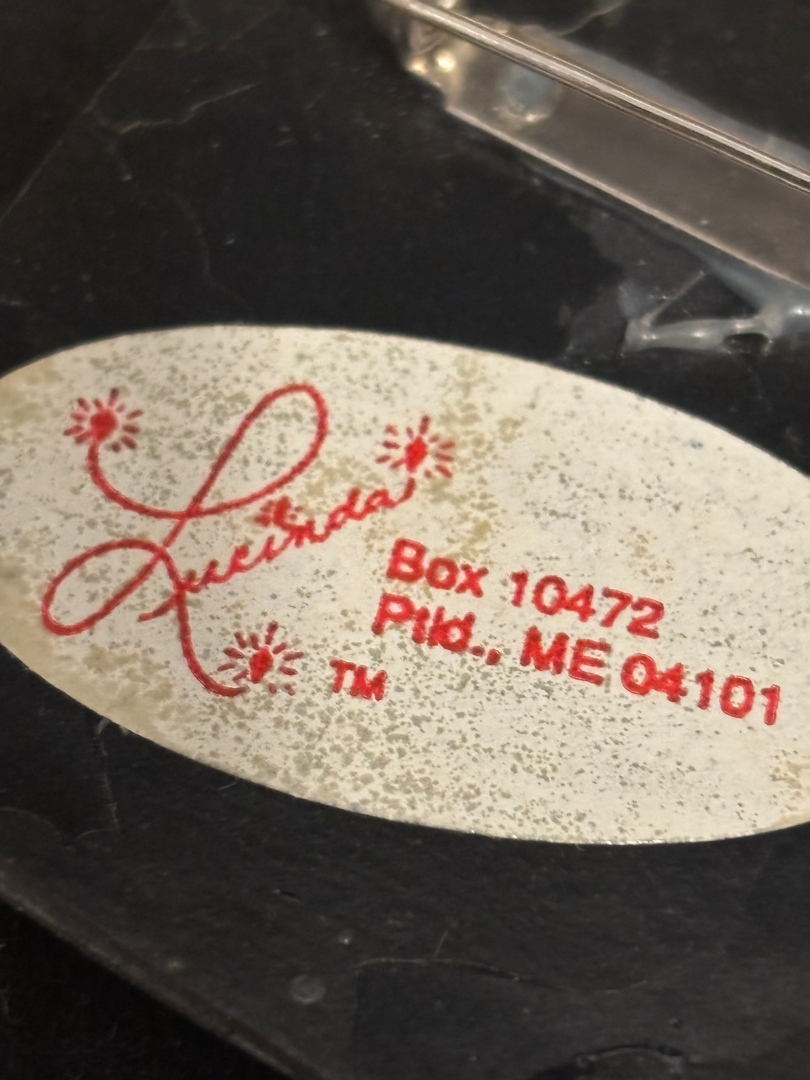 Lucinda
Box 10472
Ptld., ME 04101
TM